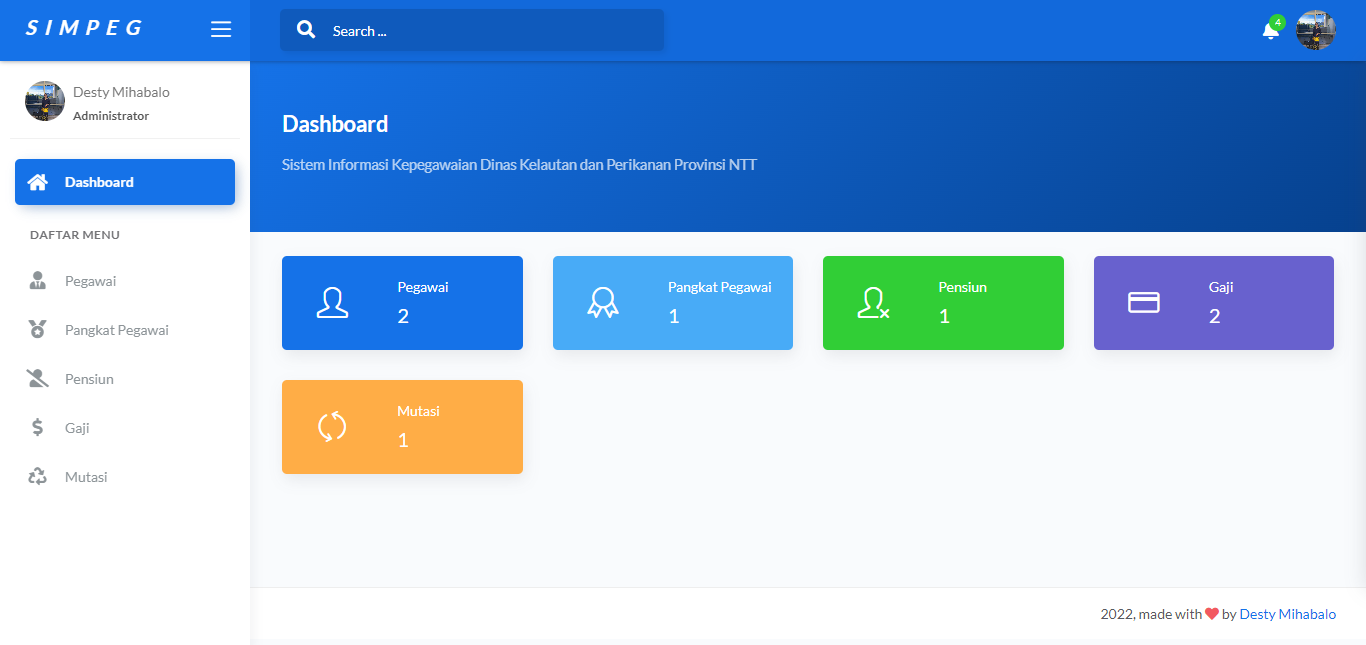 SIMPEG
Search ...
4
Desty Mihabalo
Administrator
Dashboard
DAFTAR MENU
Pegawai
Pangkat Pegawai
Pensiun
Gaji
Mutasi
Dashboard
Sistem Informasi Kepegawaian Dinas Kelautan dan Perikanan Provinsi NTT
Pegawai
2
Pangkat Pegawai
1
Pensiun
1
Gaji
2
Mutasi
1
2022, made with ❤ by Desty Mihabalo